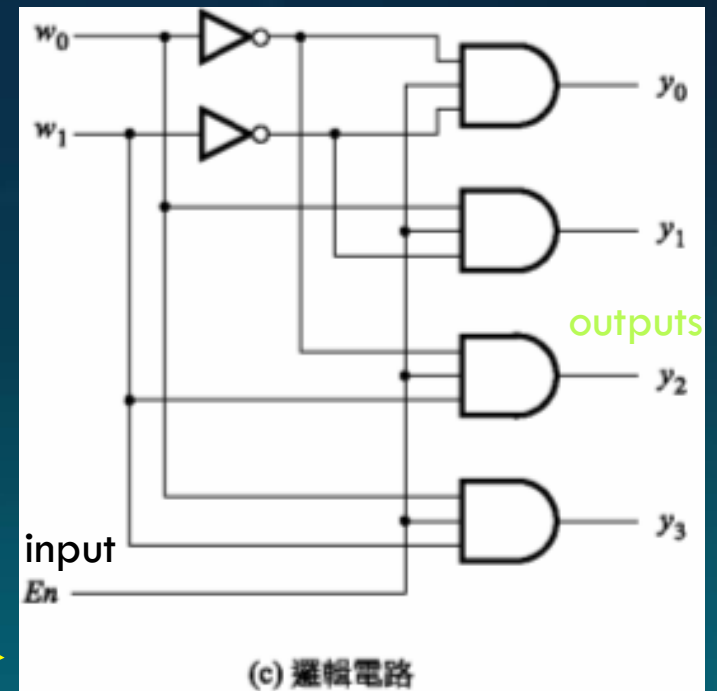 w0
y0
w1
y1
outputs
y2
y3
input
En
(c) 邏輯電路